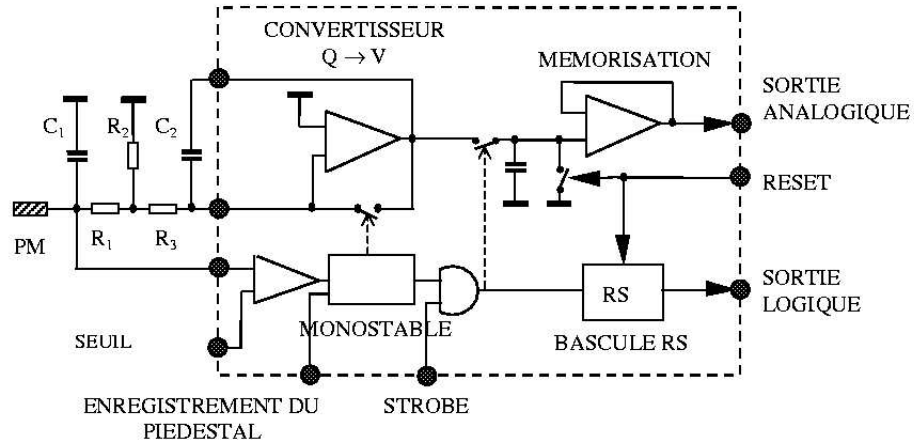 CONVERTISSEUR
Q → V
MEMORISATION
SORTIE
ANALOGIQUE
C₁
R₂
C₂
RESET
PM
R₁
R₃
RS
SORTIE
LOGIQUE
MONOSTABLE
SEUIL
BASCULE RS
ENREGISTREMENT DU
PIEDESTAL
STROBE